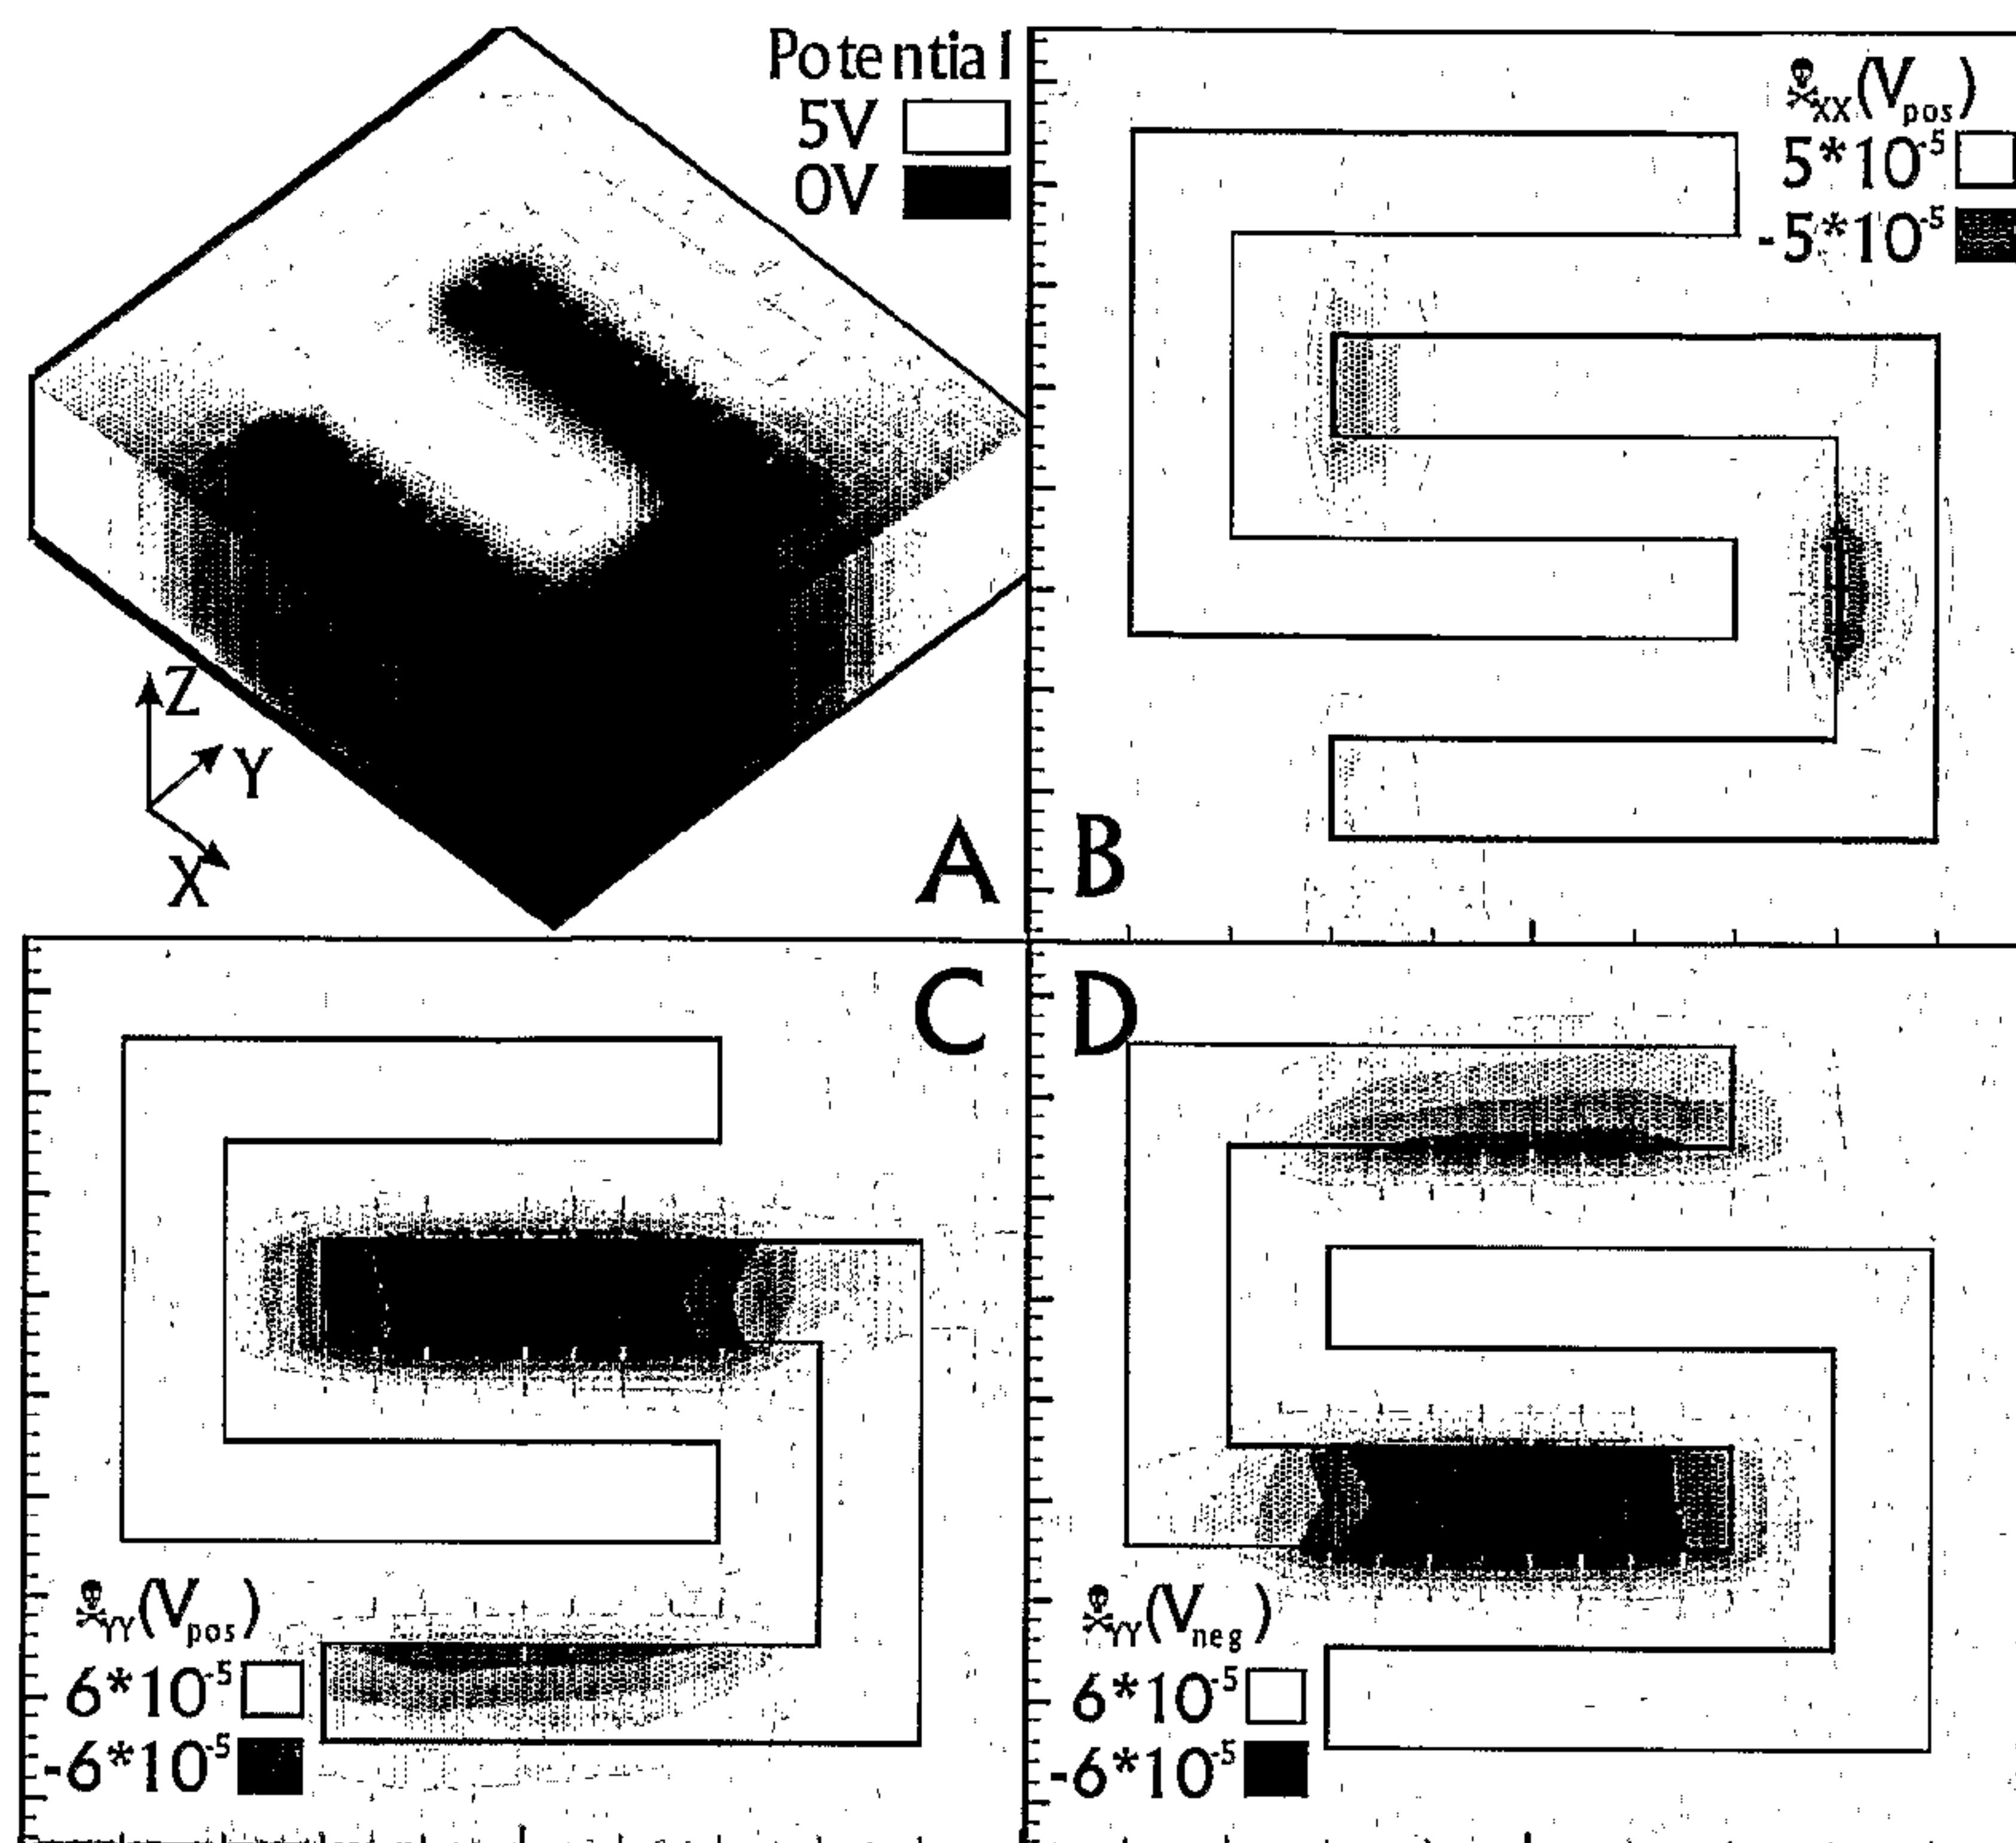 Potential
5V
0V
Z
Y
X
A
☠XX(Vpos)
5*10-5
-5*10-5
B
C
☠YY(Vpos)
6*10-5
-6*10-5
D
☠YY(Vneg)
6*10-5
-6*10-5